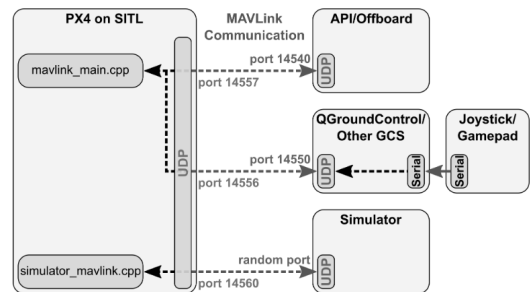 PX4 on SITL
MAVLink
Communication
API/Offboard
mavlink_main.cpp
port 14540
port 14557
UDP
UDP
QGroundControl/
Other GCS
Joystick/
Gamepad
port 14550
port 14556
UDP
Serial
Serial
Simulator
simulator_mavlink.cpp
random port
port 14560
UDP